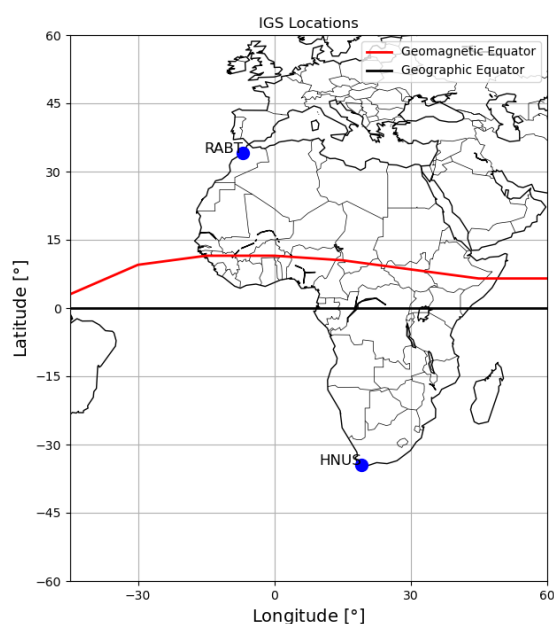 IGS Locations
Geomagnetic Equator
Geographic Equator
60
45
RABT
30
15
0
−15
−30
HNUS
−45
−60
−30
0
30
60
Latitude [°]
Longitude [°]